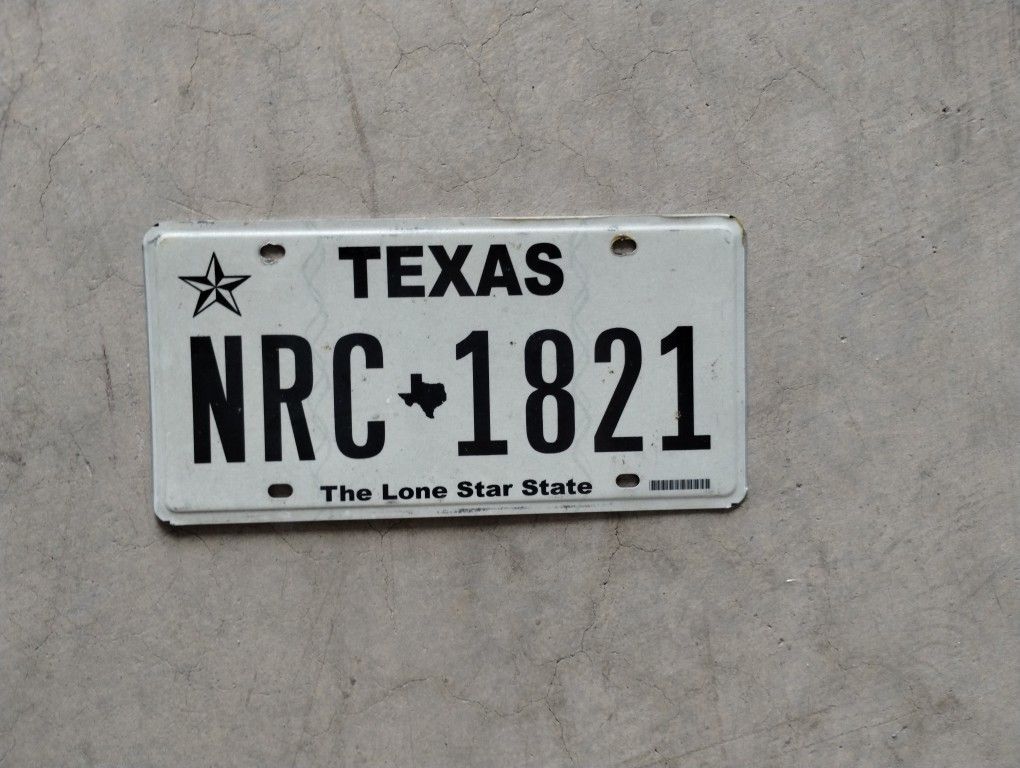 TEXAS
NRC 1821
The Lone Star State